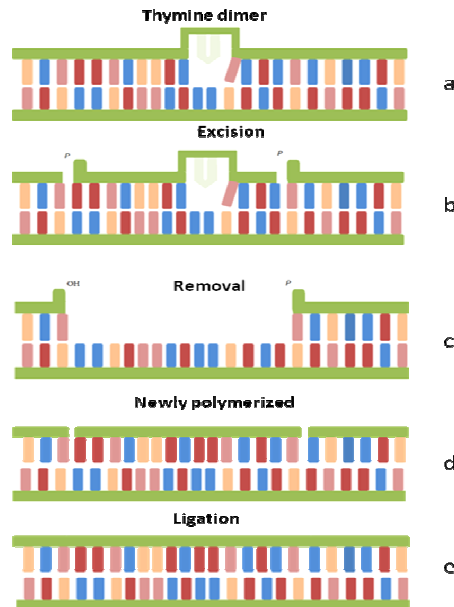 Thymine dimer
a
Excision
P
P
b
OH
Removal
P
c
Newly polymerized
d
Ligation
e